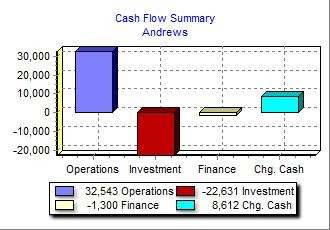 Cash Flow Summary
Andrews
30,000
20,000
10,000
0
-10,000
-20,000
Operations Investment Finance Chg. Cash
32,543 Operations -22,631 Investment
-1,300 Finance 8,612 Chg. Cash